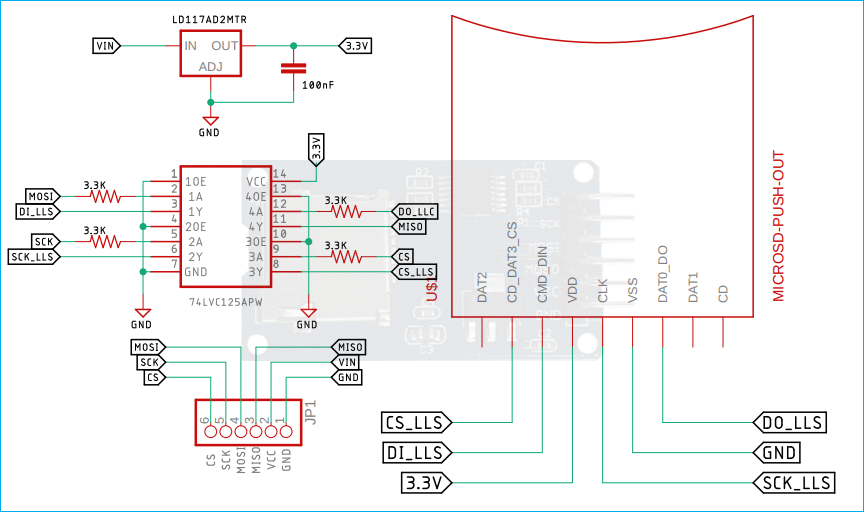 LD117AD2MTR
VIN
IN
OUT
3.3V
ADJ
100nF
GND
3.3V
1
1OE
VCC
14
MOSI
3.3K
2
1A
4OE
13
DI_LLS
3
1Y
4A
12
3.3K
DO_LLC
4
2OE
4Y
11
MISO
SCK
3.3K
5
2A
3OE
10
SCK_LLS
6
2Y
3A
9
3.3K
CS
7
GND
3Y
8
CS_LLS
74LVC125APW
GND
GND
MOSI
SCK
CS
MISO
VIN
GND
6
5
4
3
2
1
JP1
CS
SCK
MOSI
MISO
VCC
GND
MICROSD-PUSH-OUT
U$1
DAT2
CD_DAT3_CS
CMD_DIN
VDD
CLK
VSS
DAT0_DO
DAT1
CD
CS_LLS
DI_LLS
3.3V
DO_LLS
GND
SCK_LLS
CS
SCK